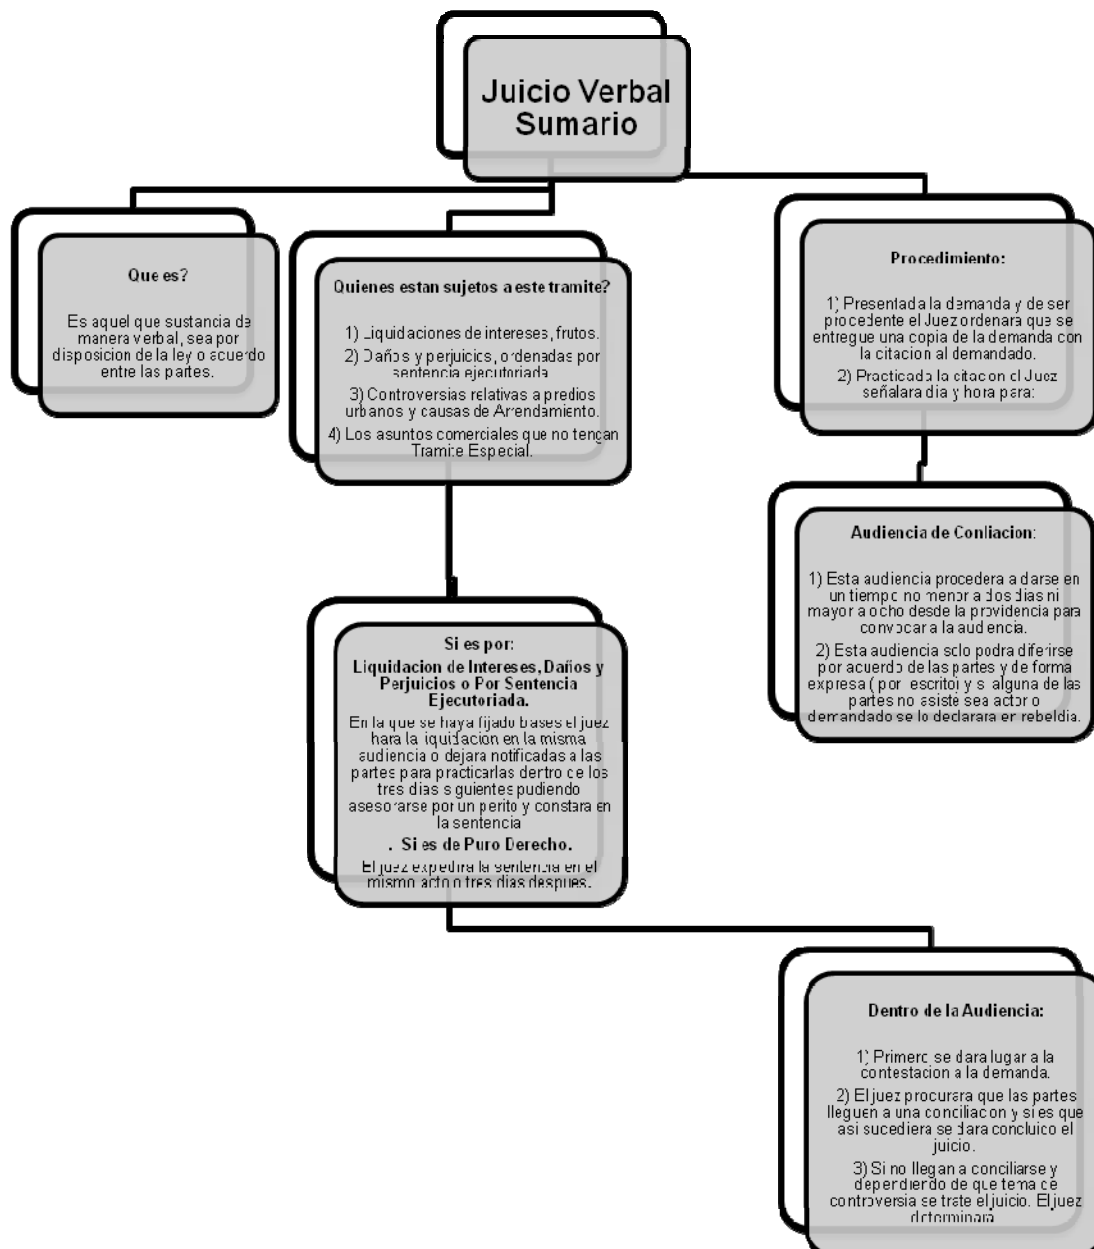 Juicio Verbal
Sumario
Que es?
Es aquel que sustancia de
manera verbal, sea por
disposicion de la ley o acuerdo
entre las partes.
Quienes estan sujetos a este tramite?
1) Liquidaciones de intereses, frutos.
2) Daños y perjuicios, ordenadas por
sentencia ejecutoriada
3) Controversias relativas a predios
urbanos y causas de Arrendamiento.
4) Los asuntos comerciales que no tengan
Tramite Especial.
Procedimiento:
1) Presentada la demanda y de ser
procedente el Juez ordenara que se
entregue una copia de la demanda con
la citacion al demandado.
2) Practicada la citacion el Juez
señalara dia y hora para:
Audiencia de Conliacion:
1) Esta audiencia procedera a darse en
un tiempo no menor a dos dias ni
mayor a ocho desde la providencia para
convocar a la audiencia.
2) Esta audiencia solo podra diferirse
por acuerdo de las partes y de forma
expresa ( por escrito) y si alguna de las
partes no asiste sea actor o
demandado se lo declarara en rebeldia.
Si es por:
Liquidacion de Intereses, Daños y
Perjuicios o Por Sentencia
Ejecutoriada.
En la que se haya fijado bases el juez
hara la liquidacion en la misma
audiencia o dejara notificadas a las
partes para practicarlas dentro de los
tres dias siguientes pudiendo
asesorarse por un perito y constara en
la sentencia
. Si es de Puro Derecho.
El juez expedira la sentencia en el
mismo acto o tres dias despues.
Dentro de la Audiencia:
1) Primero se dara lugar a la
contestacion a la demanda.
2) El juez procurara que las partes
lleguen a una conciliacion y si es que
asi sucediera se dara concluido el
juicio.
3) Si no llegan a conciliarse y
dependiendo de que tema de
controversia se trate el juicio. El juez
determinara